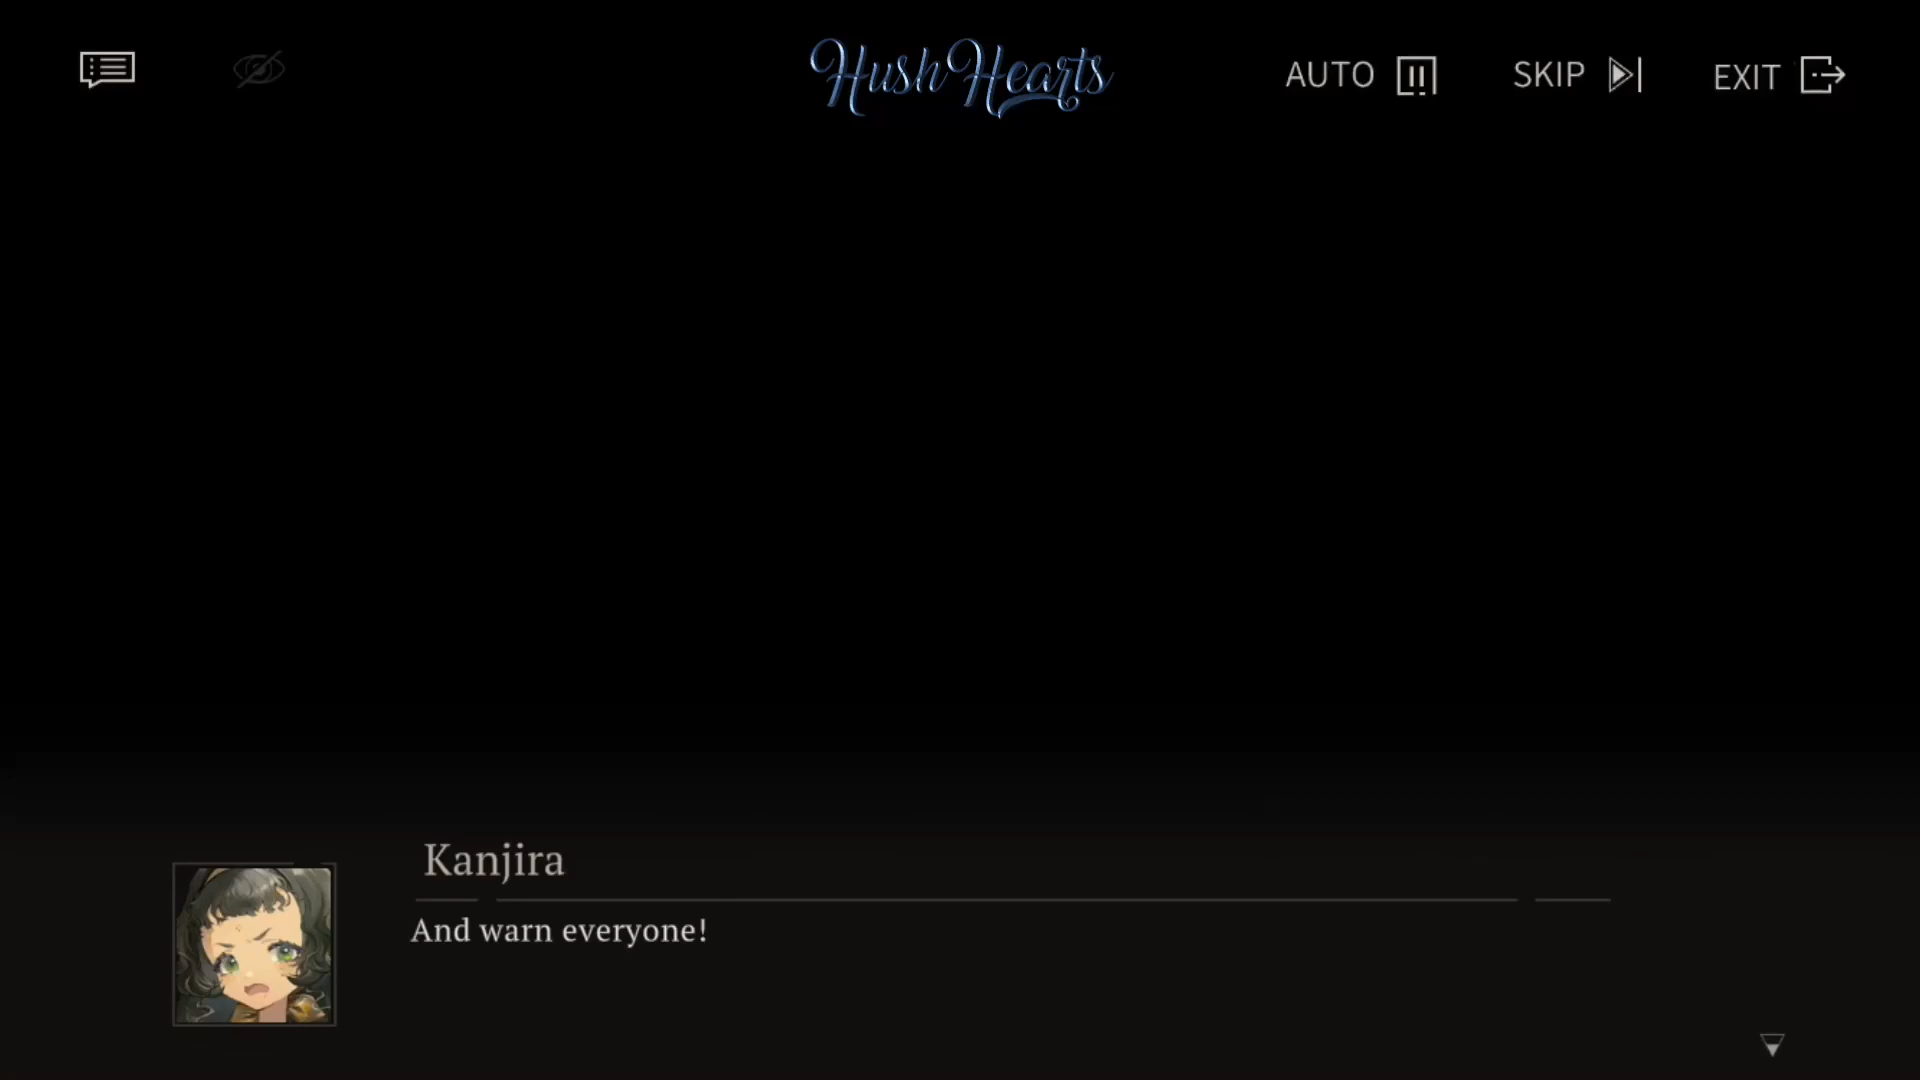 Hush Hearts
AUTO
SKIP
EXIT
Kanjira
And warn everyone!